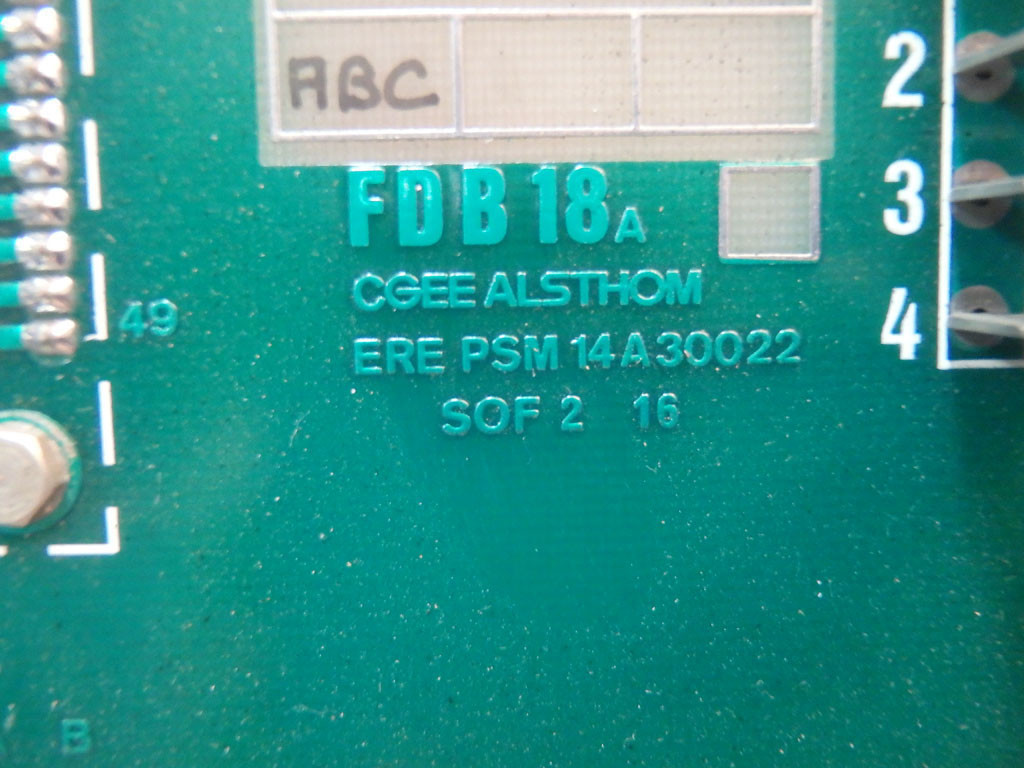 ABC
2
FDB 18A
3
CGEE ALSTHOM
49
4
ERE PSM 14A30022
SOF 2 16
B